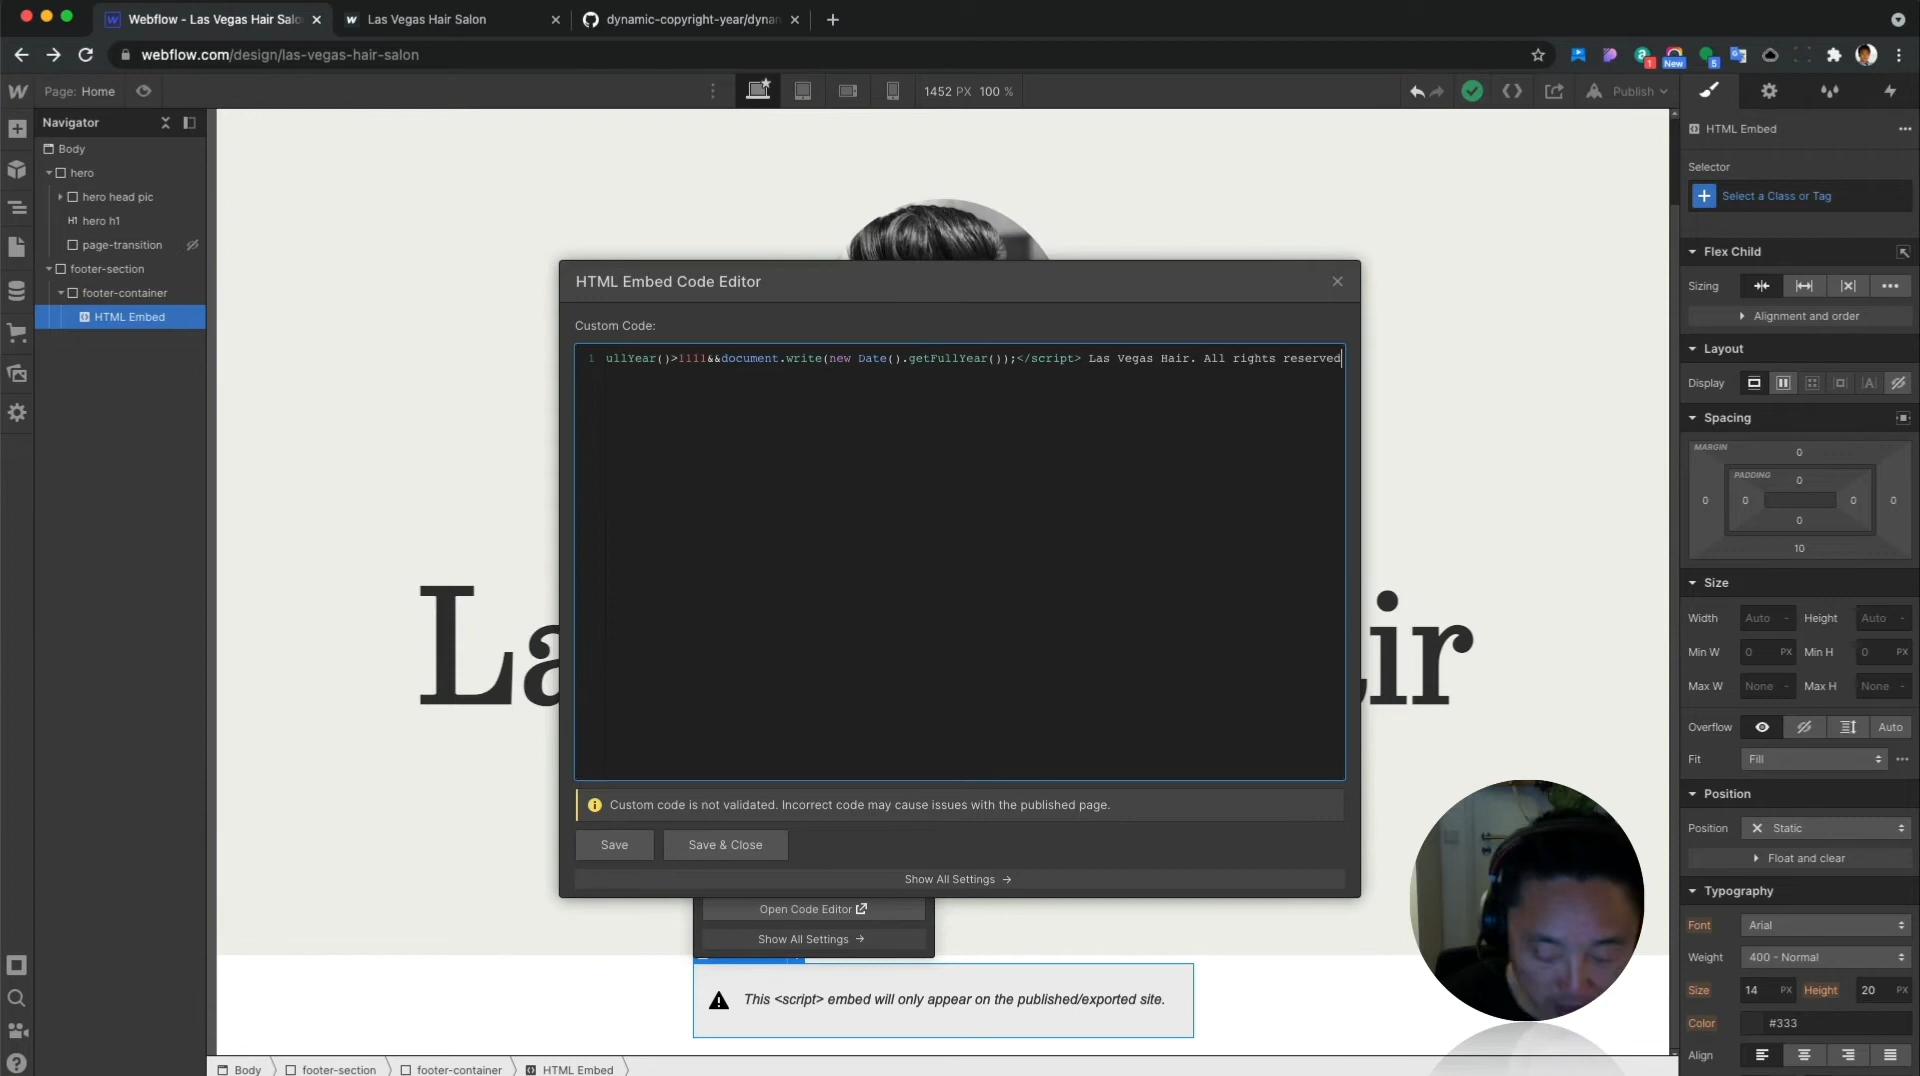 Webflow - Las Vegas Hair Salo
Las Vegas Hair Salon
dynamic-copyright-year/dynan
webflow.com/design/las-vegas-hair-salon
1
New
5
Page: Home
1452 PX 100 %
Publish
Navigator
Body
hero
hero head pic
H1 hero h1
page-transition
footer-section
footer-container
HTML Embed
La
ir
HTML Embed Code Editor
Custom Code:
1 ullYear()>1111&&document.write(new Date().getFullYear());</script> Las Vegas Hair. All rights reserved
Custom code is not validated. Incorrect code may cause issues with the published page.
Save
Save & Close
Show All Settings →
Open Code Editor
Show All Settings →
This <script> embed will only appear on the published/exported site.
Body
footer-section
footer-container
HTML Embed
HTML Embed
Selector
Select a Class or Tag
Flex Child
Sizing
Alignment and order
Layout
Display
Spacing
MARGIN
0
PADDING
0
0 0 0 0
0
10
Size
Width Auto - Height Auto -
Min W 0 PX Min H 0 PX
Max W None - Max H None -
Overflow Auto
Fit Fill
Position
Position Static
Float and clear
Typography
Font Arial
Weight 400 - Normal
Size 14 PX Height 20 PX
Color #333
Align